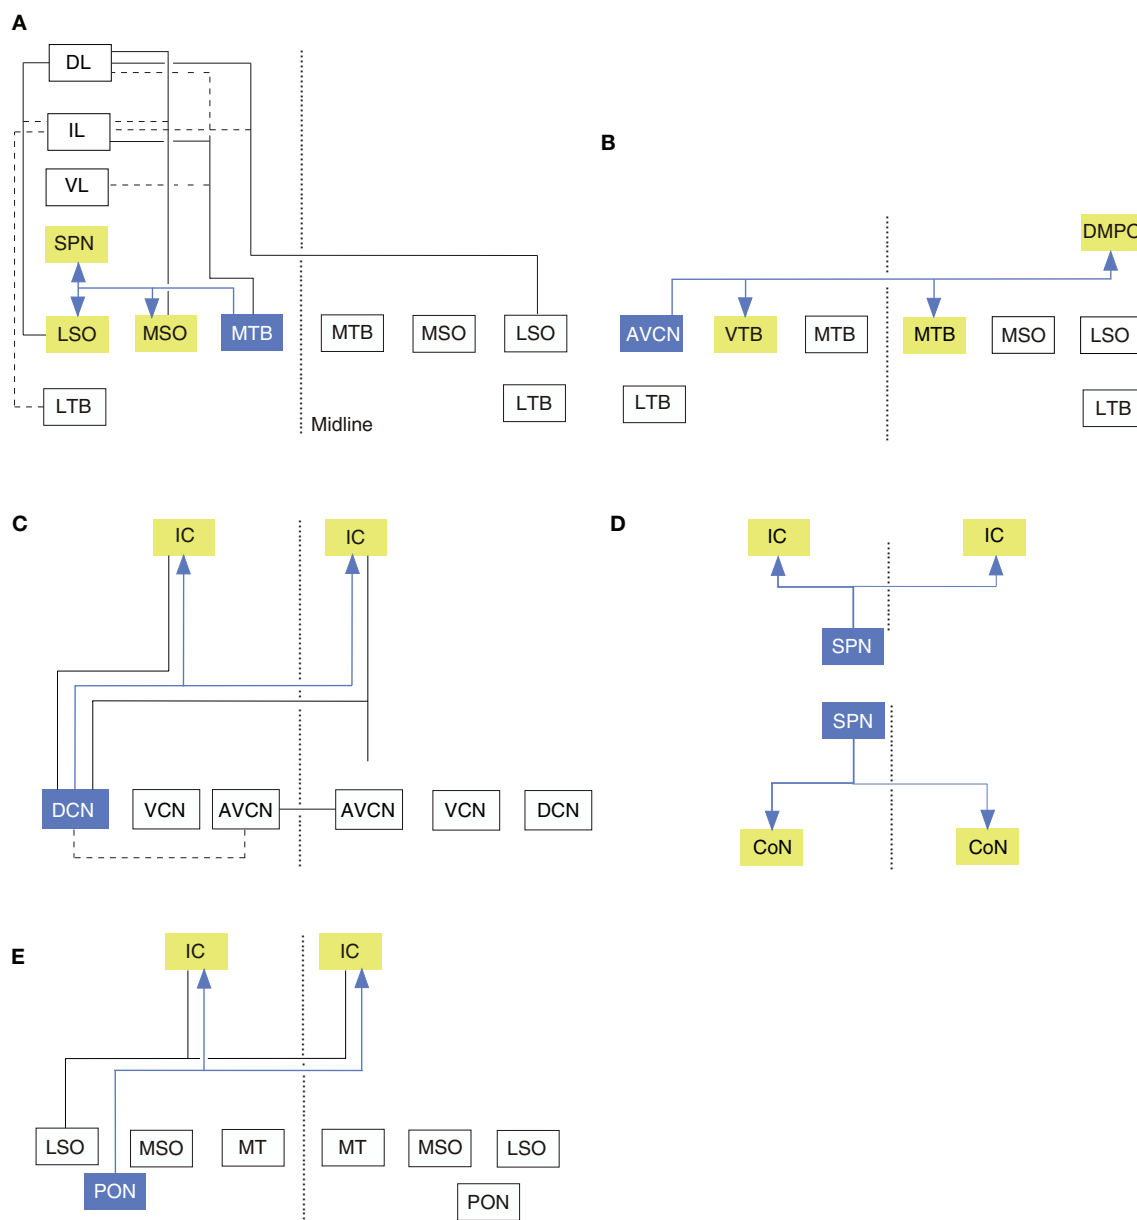 A
DL
IL
VL
SPN
LSO MSO MTB MTB MSO LSO
LTB LTB
Midline
B
DMPO
AVCN VTB MTB MTB MSO LSO
LTB LTB
C
IC IC
DCN VCN AVCN AVCN VCN DCN
D
IC IC
SPN
SPN
CoN CoN
E
IC IC
LSO MSO MT MT MSO LSO
PON PON